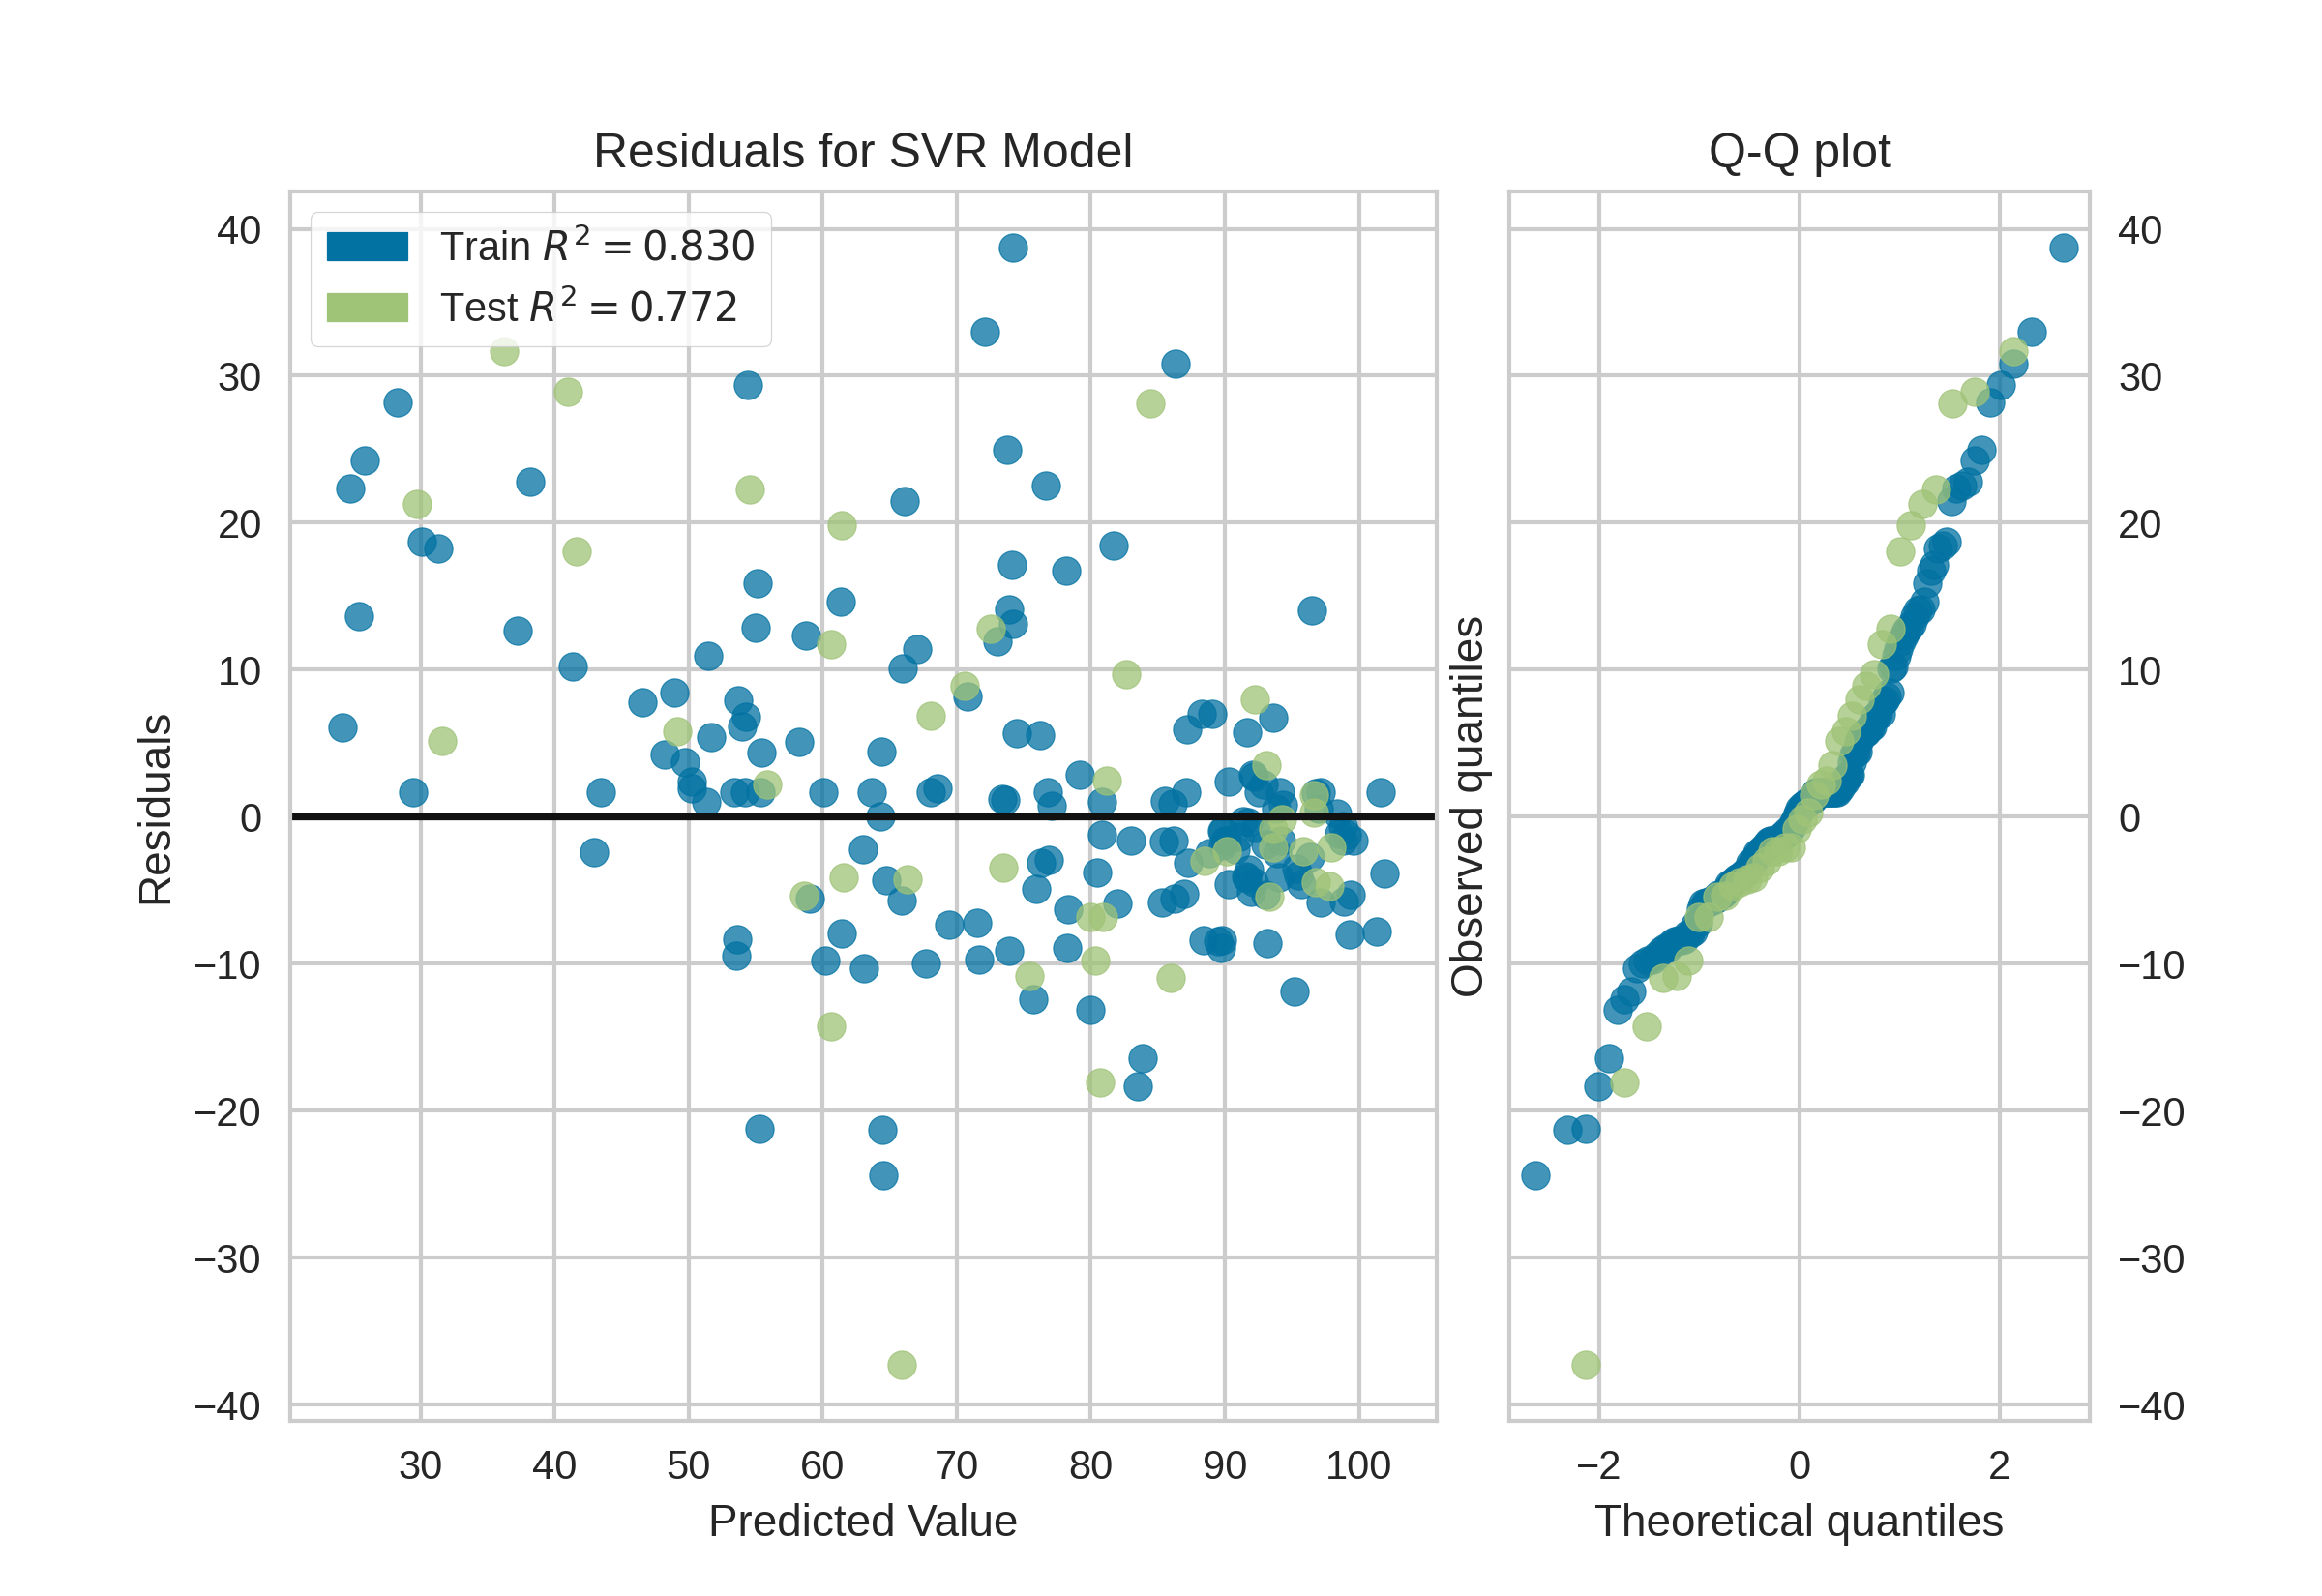 Residuals for SVR Model
Train R² = 0.830
Test R² = 0.772
40
30
20
10
0
−10
−20
−30
−40
Residuals
30 40 50 60 70 80 90 100
Predicted Value
Q-Q plot
Observed quantiles
40
30
20
10
0
−10
−20
−30
−40
−2 0 2
Theoretical quantiles